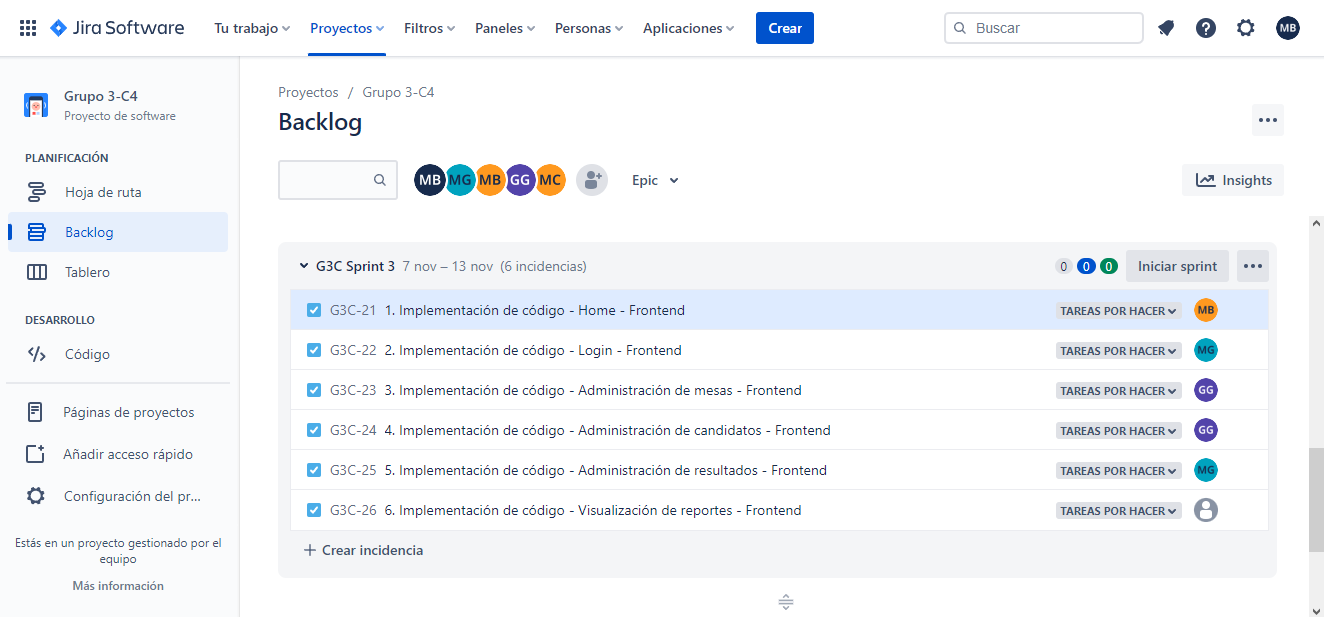 Jira Software Tu trabajo Proyectos Filtros Paneles Personas Aplicaciones Crear Buscar MB
Grupo 3-C4
Proyecto de software
PLANIFICACIÓN
Hoja de ruta
Backlog
Tablero
DESARROLLO
Código
Páginas de proyectos
Añadir acceso rápido
Configuración del pr...
Estás en un proyecto gestionado por el
equipo
Más información
Proyectos / Grupo 3-C4
Backlog
MB MG MB GG MC Epic Insights
G3C Sprint 3 7 nov – 13 nov (6 incidencias) 0 0 0 Iniciar sprint
G3C-21 1. Implementación de código - Home - Frontend TAREAS POR HACER MB
G3C-22 2. Implementación de código - Login - Frontend TAREAS POR HACER MG
G3C-23 3. Implementación de código - Administración de mesas - Frontend TAREAS POR HACER GG
G3C-24 4. Implementación de código - Administración de candidatos - Frontend TAREAS POR HACER GG
G3C-25 5. Implementación de código - Administración de resultados - Frontend TAREAS POR HACER MG
G3C-26 6. Implementación de código - Visualización de reportes - Frontend TAREAS POR HACER
+ Crear incidencia